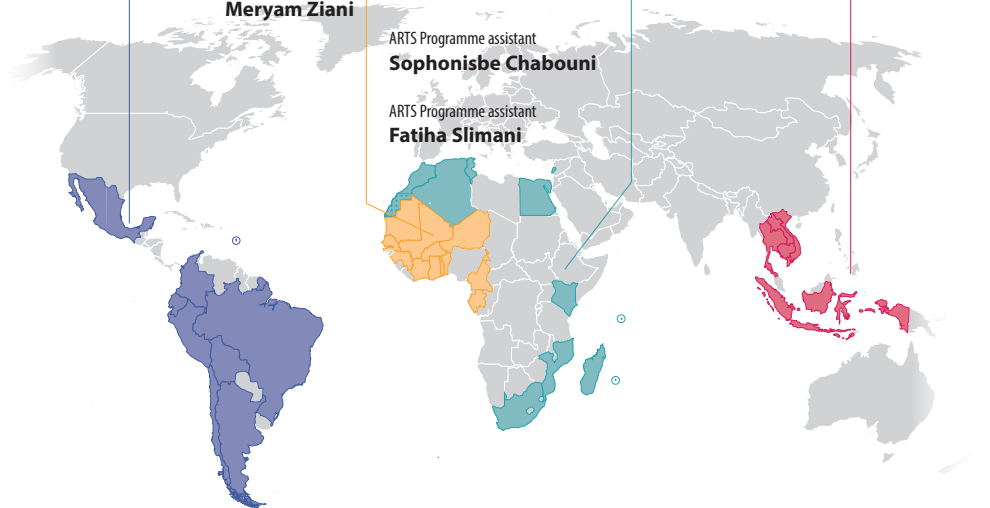 Meryam Ziani
ARTS Programme assistant
Sophonisbe Chabouni
ARTS Programme assistant
Fatiha Slimani